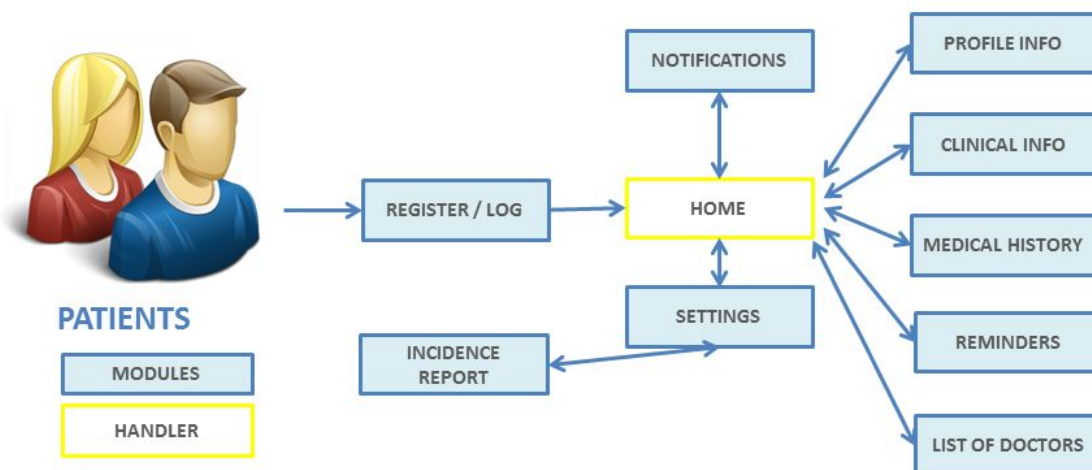 NOTIFICATIONS
PROFILE INFO
CLINICAL INFO
REGISTER / LOG
HOME
MEDICAL HISTORY
PATIENTS
SETTINGS
MODULES
INCIDENCE
REPORT
REMINDERS
HANDLER
LIST OF DOCTORS